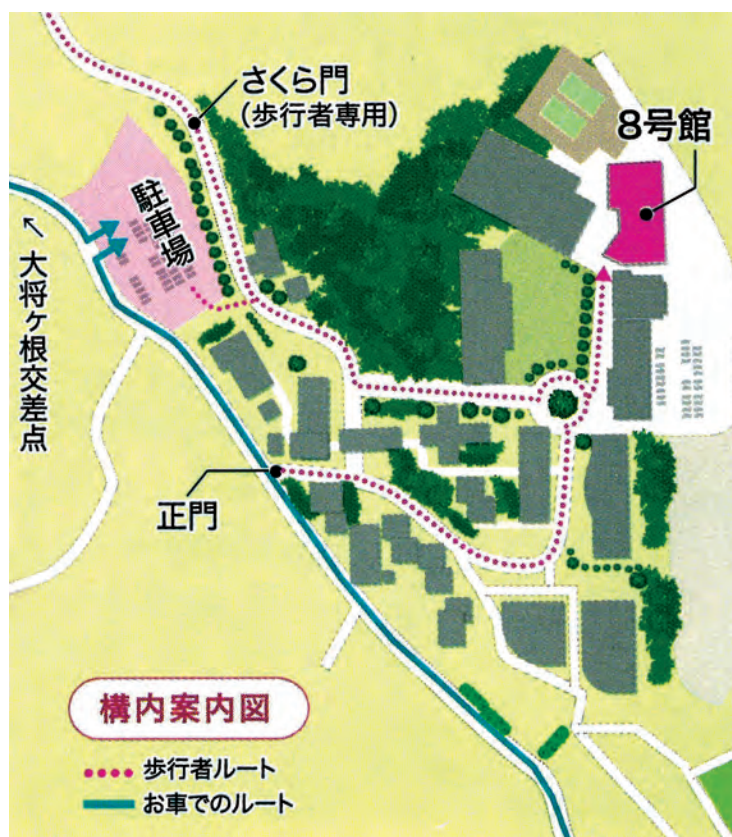 さくら門
(歩行者専用)
8号館
駐車場
↖大将ヶ根交差点
正門
構内案内図
歩行者ルート
お車でのルート